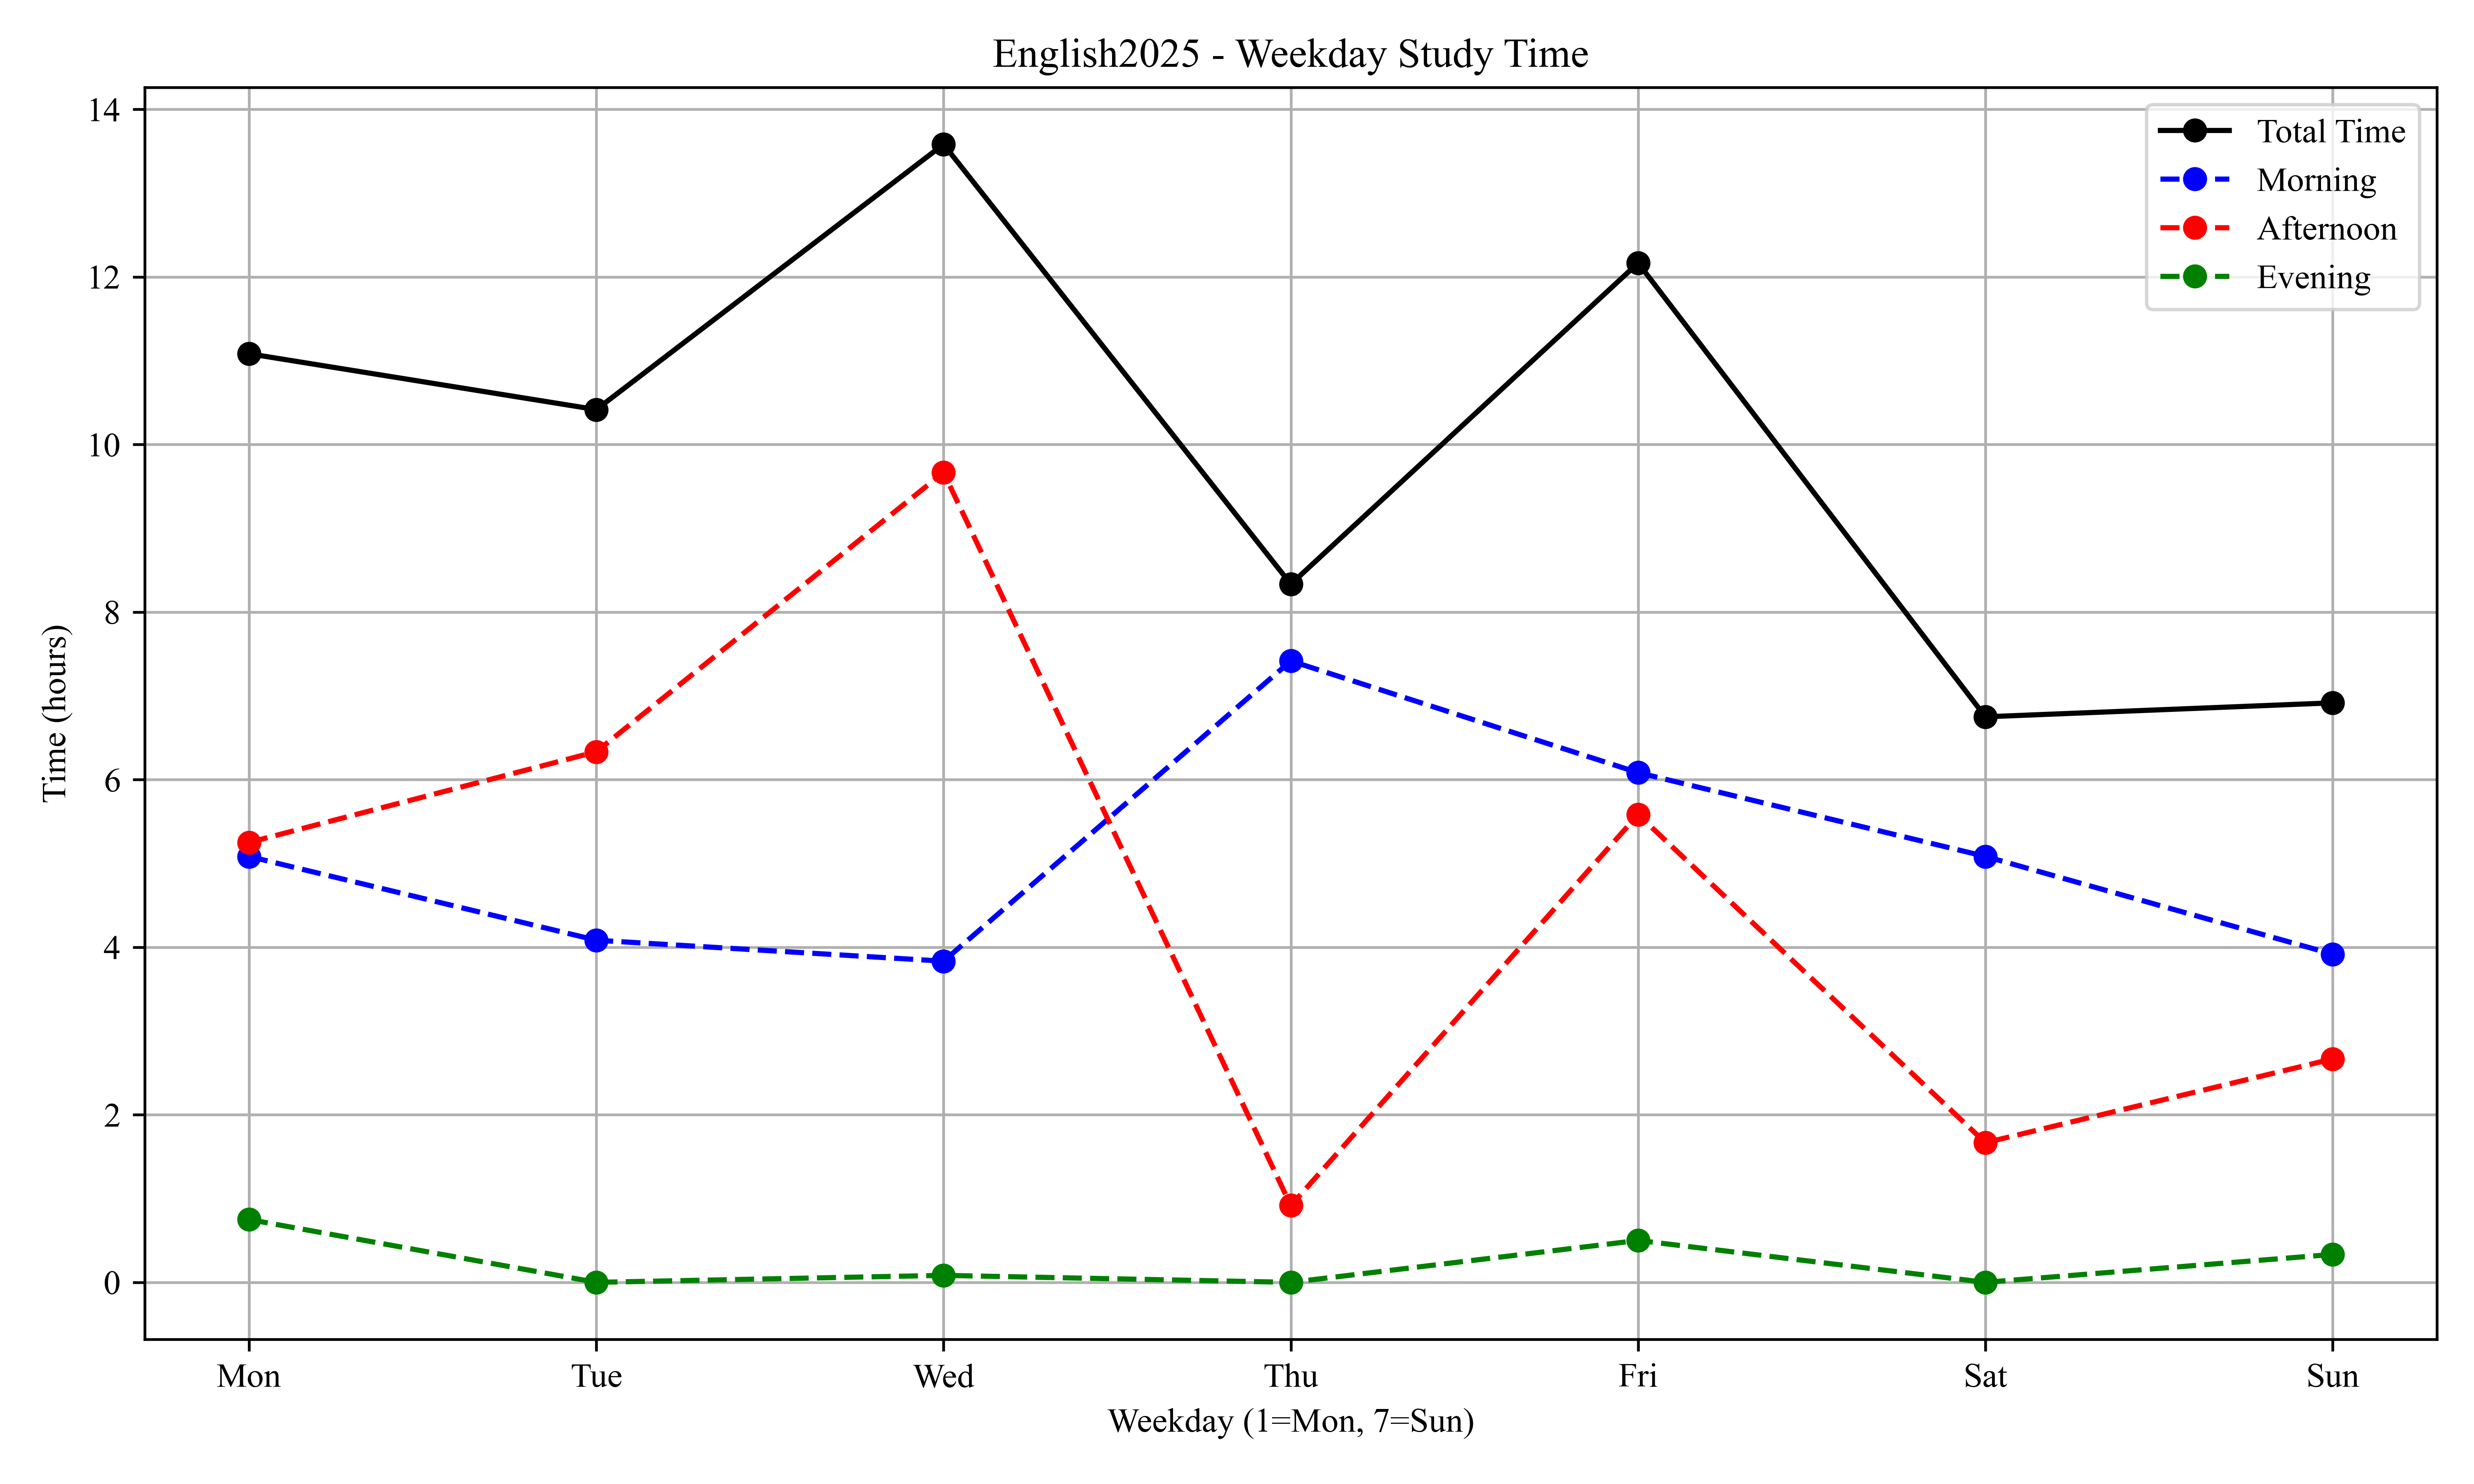 English2025 - Weekday Study Time
Total Time
Morning
Afternoon
Evening
Time (hours)
14
12
10
8
6
4
2
0
Mon Tue Wed Thu Fri Sat Sun
Weekday (1=Mon, 7=Sun)